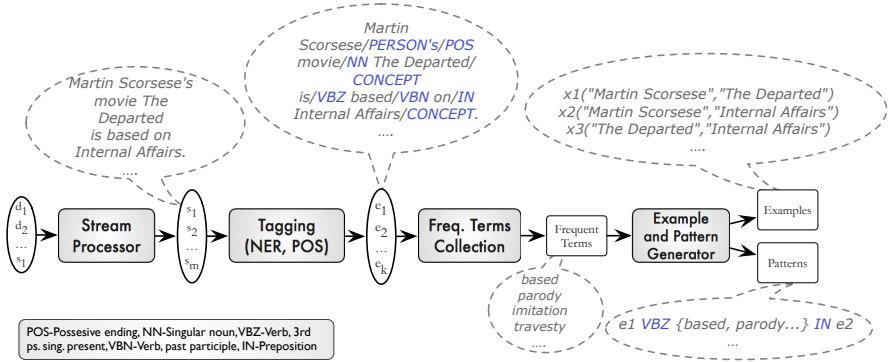 Martin Scorsese's
movie The
Departed
is based on
Internal Affairs.
....
Martin
Scorsese/PERSON's/POS
movie/NN The Departed/
CONCEPT
is/VBZ based/VBN on/IN
Internal Affairs/CONCEPT.
....
x1("Martin Scorsese","The Departed")
x2("Martin Scorsese","Internal Affairs")
x3("The Departed","Internal Affairs")
....
d1
d2
...
s1
Stream
Processor
s1
s2
...
sm
Tagging
(NER, POS)
e1
e2
...
ek
Freq. Terms
Collection
Frequent
Terms
Example
and Pattern
Generator
Examples
Patterns
based
parody
imitation
travesty
....
e1 VBZ {based, parody...} IN e2
...
POS-Possesive ending, NN-Singular noun,VBZ-Verb, 3rd
ps. sing. present,VBN-Verb, past participle, IN-Preposition